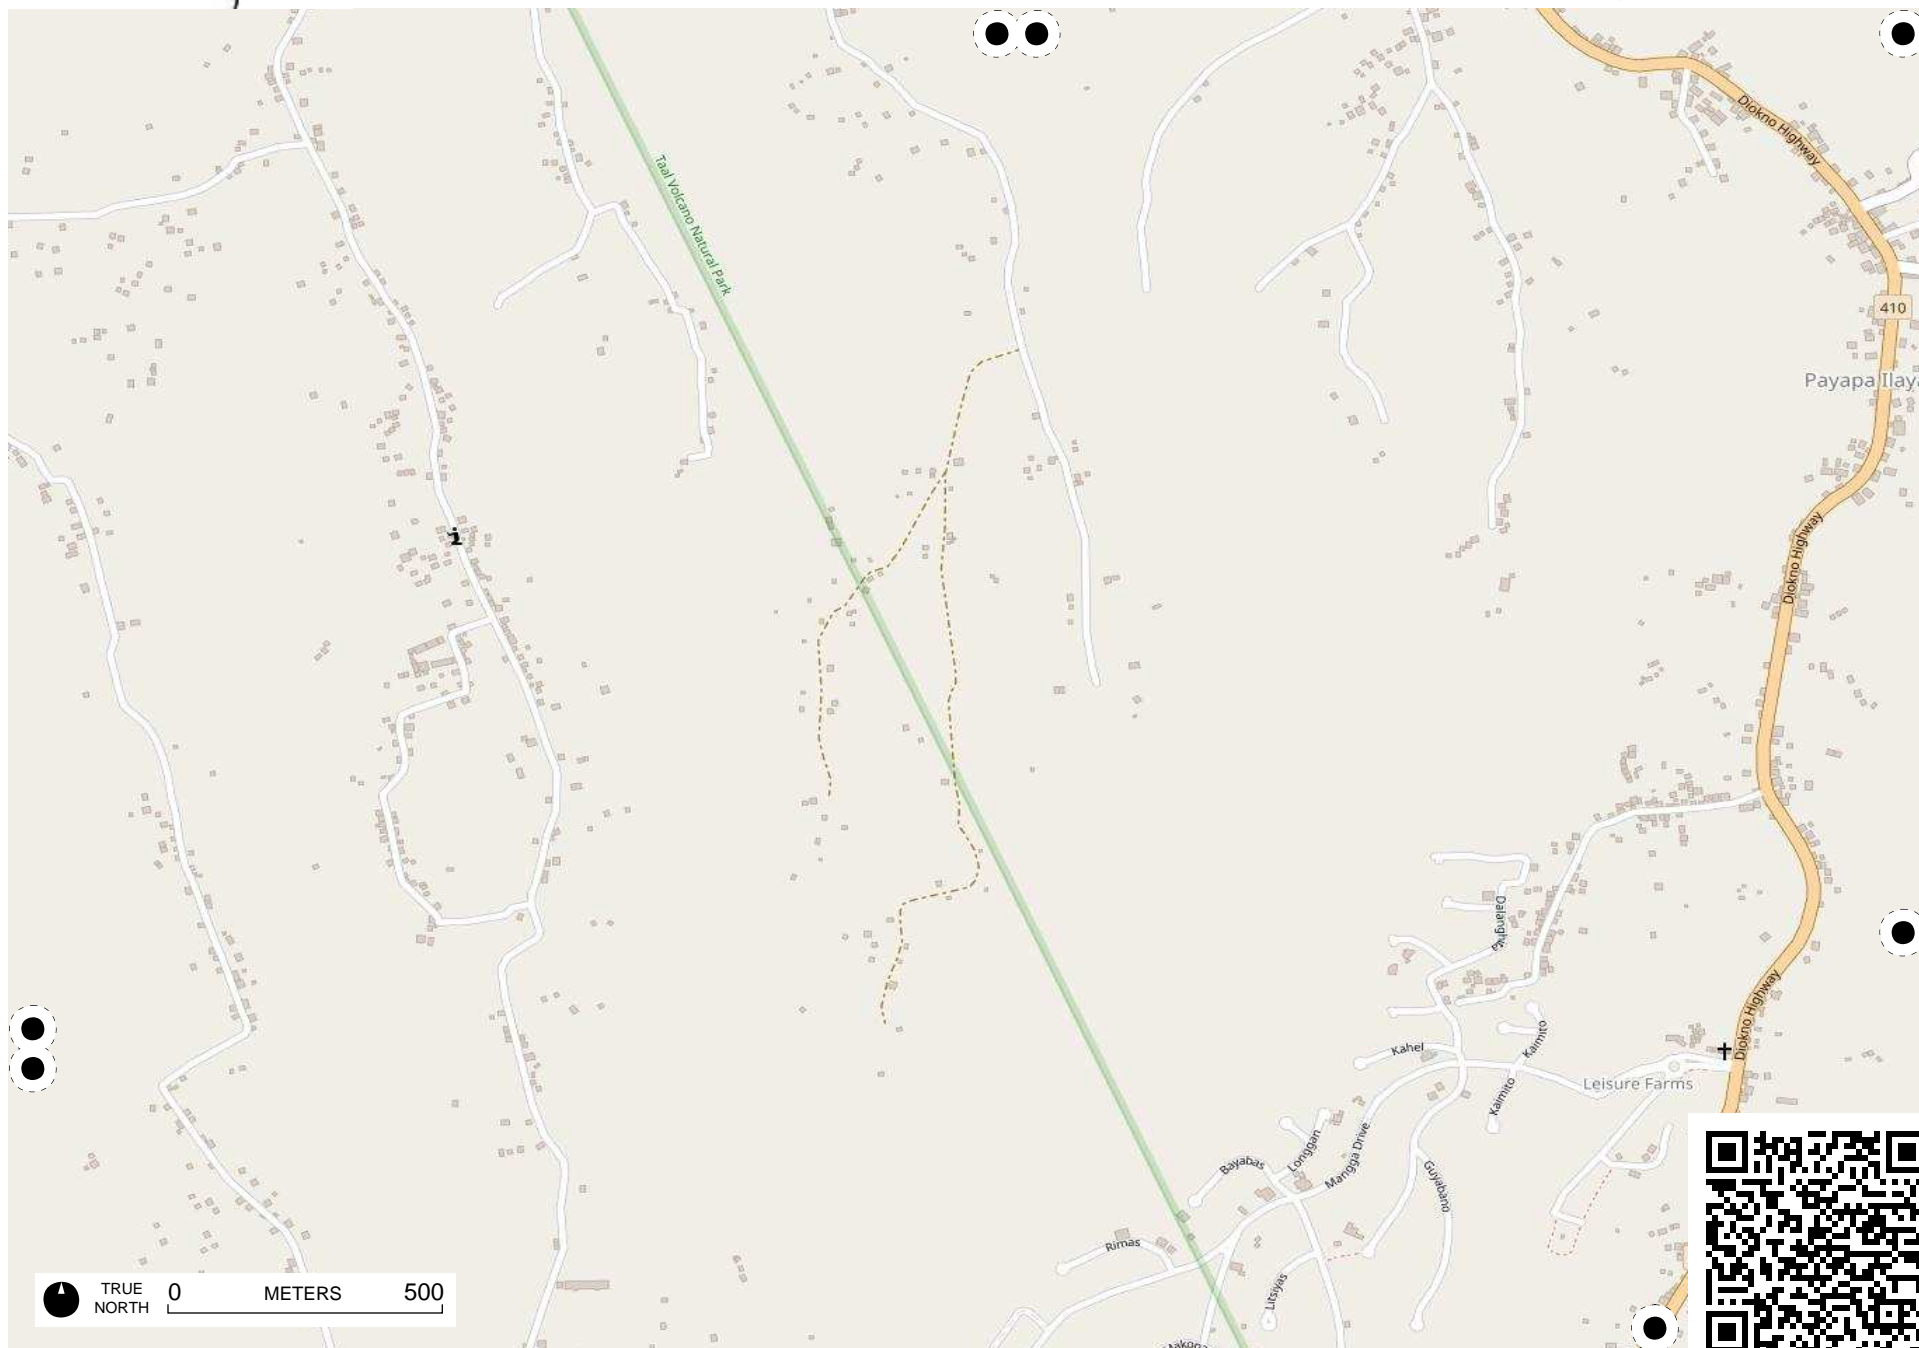 Diokno Highway
Taal Volcano Natural Park
410
Payapa Ilay
Diokno Highway
Dalanghita
Diokno Highway
Kahel
Kaimito
Leisure Farms
Kaimito
Longgan
Mangga Drive
Bayabas
Guyabano
Rimas
Litsiyas
TRUE
NORTH
0 METERS 500